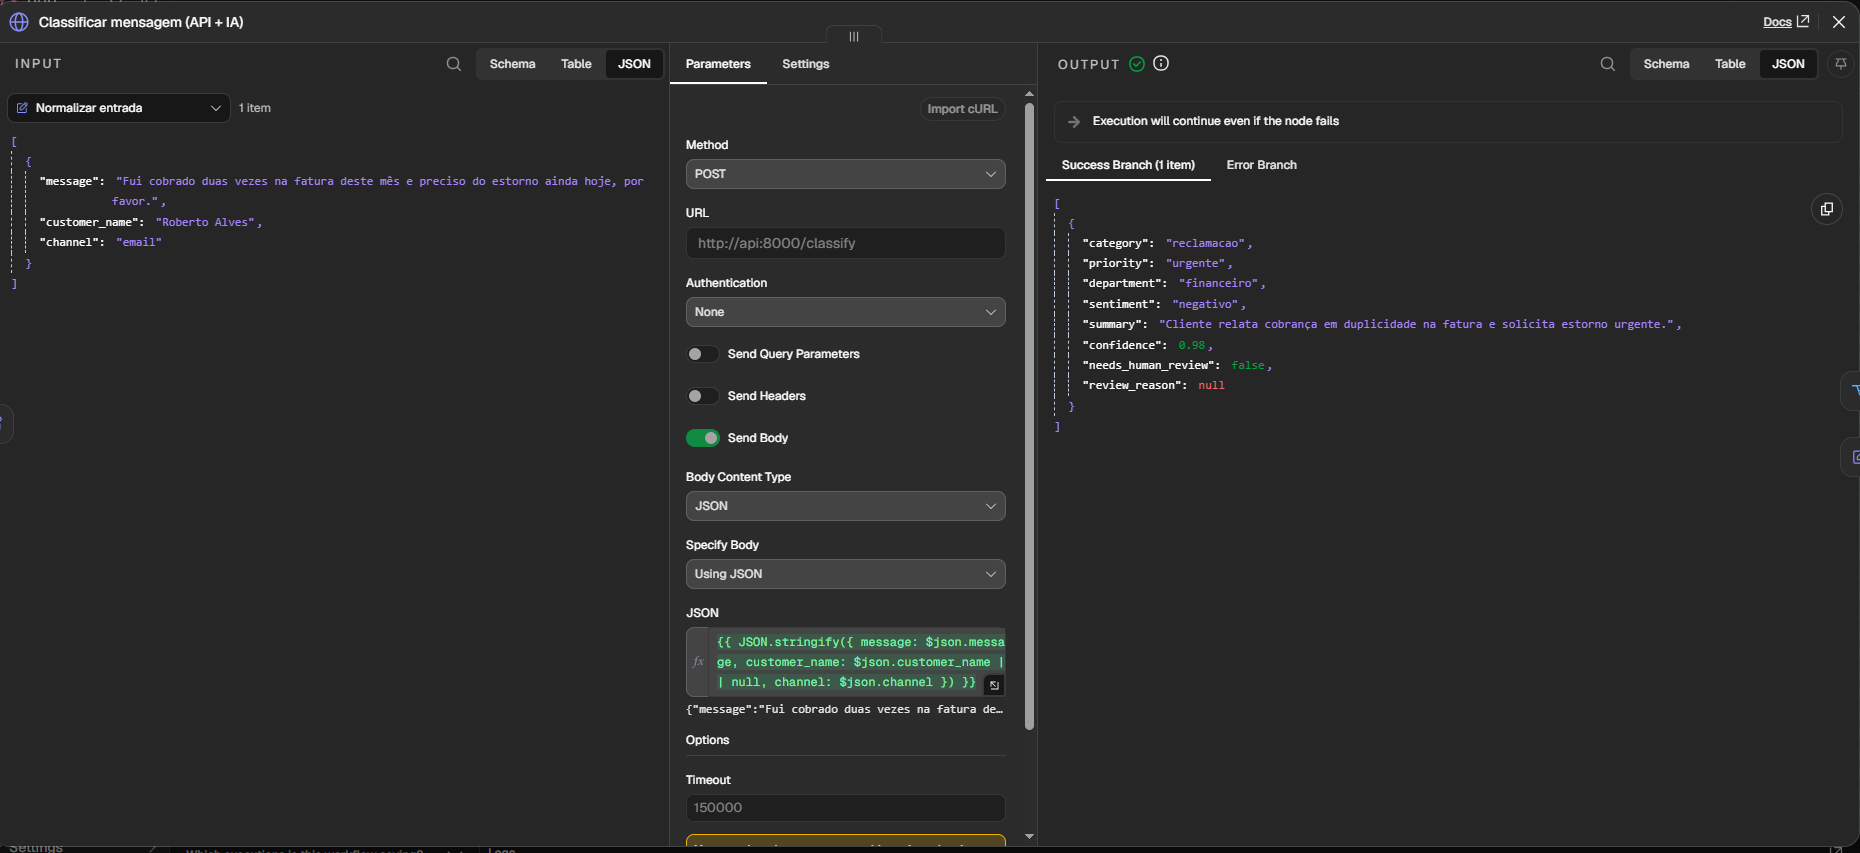 Classificar mensagem (API + IA)
Docs
INPUT
Schema
Table
JSON
Normalizar entrada
1 item
[
{
"message": "Fui cobrado duas vezes na fatura deste mês e preciso do estorno ainda hoje, por
favor.",
"customer_name": "Roberto Alves",
"channel": "email"
}
]
Parameters
Settings
Import cURL
Method
POST
URL
http://api:8000/classify
Authentication
None
Send Query Parameters
Send Headers
Send Body
Body Content Type
JSON
Specify Body
Using JSON
JSON
fx
{{ JSON.stringify({ message: $json.messa
ge, customer_name: $json.customer_name |
| null, channel: $json.channel }) }}
{"message":"Fui cobrado duas vezes na fatura de…
Options
Timeout
150000
OUTPUT
Schema
Table
JSON
Execution will continue even if the node fails
Success Branch (1 item)
Error Branch
[
{
"category": "reclamacao",
"priority": "urgente",
"department": "financeiro",
"sentiment": "negativo",
"summary": "Cliente relata cobrança em duplicidade na fatura e solicita estorno urgente.",
"confidence": 0.98,
"needs_human_review": false,
"review_reason": null
}
]
Settings